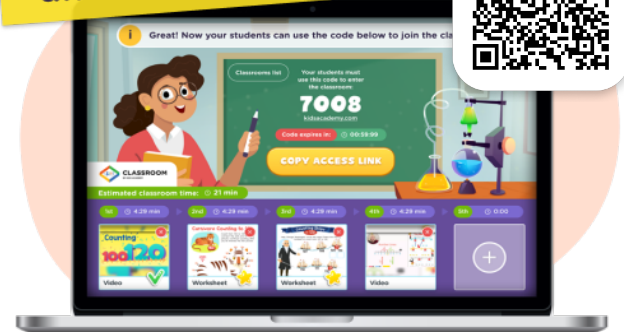 Great! Now your students can use the code below to join the cla
Classrooms list
Your students must
use this code to enter
the classroom:
7008
kidsacademy.com
Code expires in: 00:59:99
COPY ACCESS LINK
CLASSROOM
Estimated classroom time: 21 min
1st 4.29 min
2nd 4.29 min
3rd 4.29 min
4th 4.29 min
5th 0:00
Counting
100 120
Video
Worksheet
Worksheet
Video